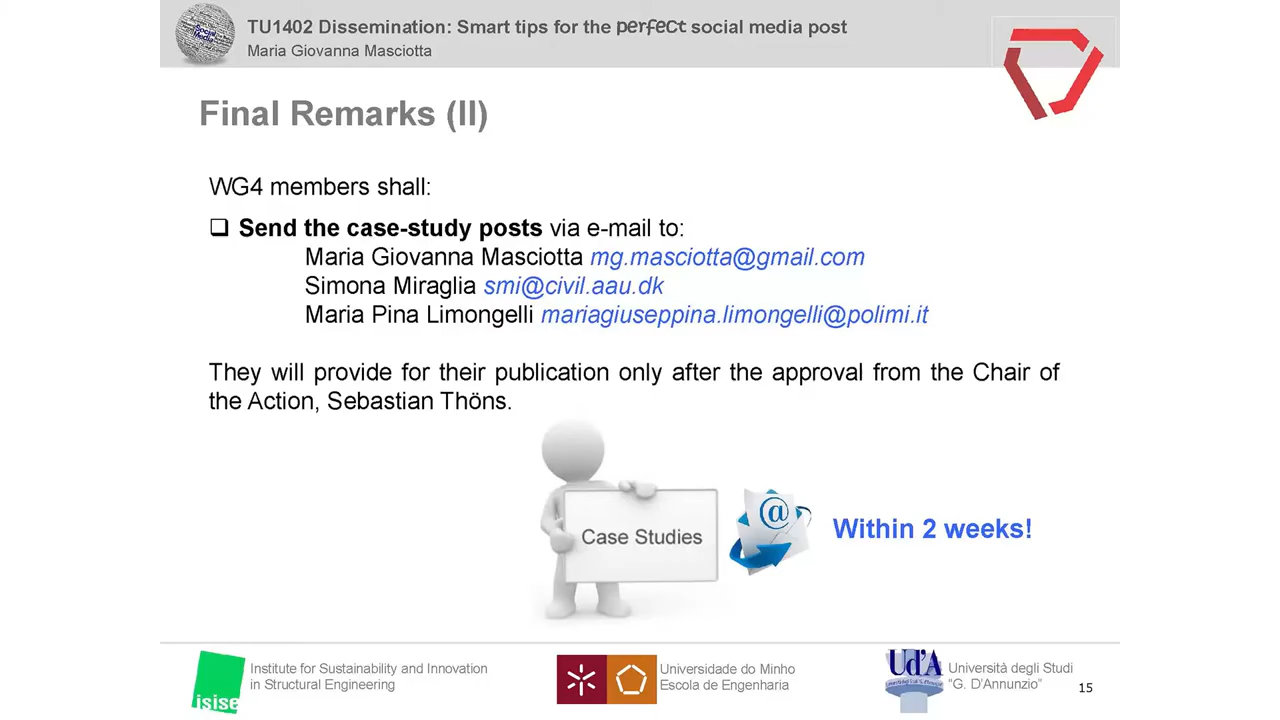 TU1402 Dissemination: Smart tips for the perfect social media post
Maria Giovanna Masciotta
Social Media
Final Remarks (II)
WG4 members shall:
Send the case-study posts via e-mail to:
Maria Giovanna Masciotta mg.masciotta@gmail.com
Simona Miraglia smi@civil.aau.dk
Maria Pina Limongelli mariagiuseppina.limongelli@polimi.it
They will provide for their publication only after the approval from the Chair of
the Action, Sebastian Thöns.
Case Studies
@
Within 2 weeks!
isise
Institute for Sustainability and Innovation
in Structural Engineering
Universidade do Minho
Escola de Engenharia
Ud'A
Università degli Studi
“G. D’Annunzio”
15